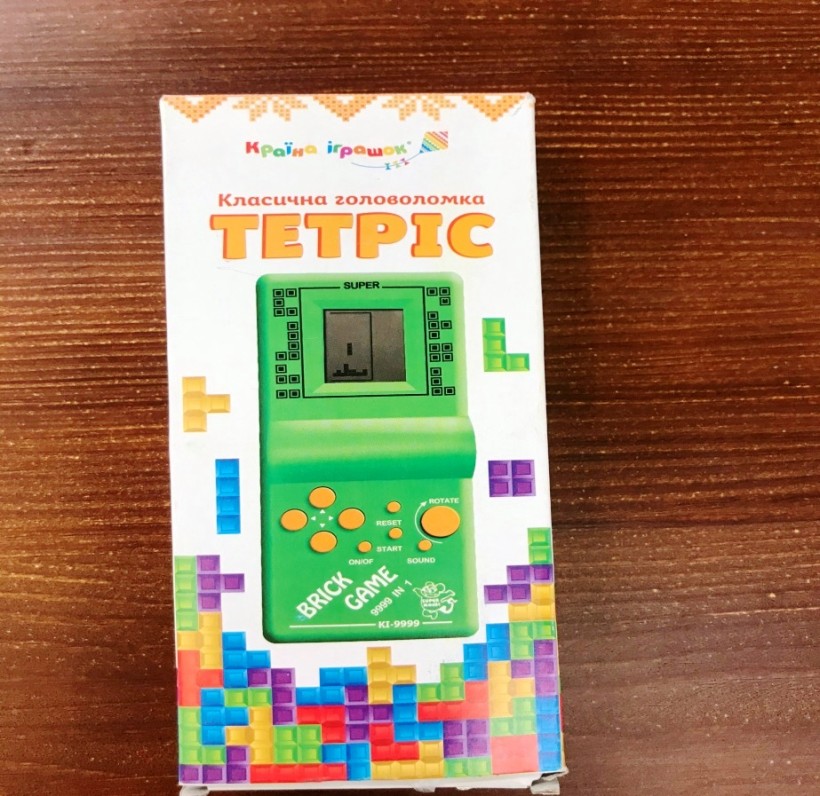 Країна іграшок
Класична головоломка
ТЕТРІС
SUPER
ROTATE
RESET
START
ON/OF
SOUND
BRICK
GAME
9999 IN 1
KI-9999